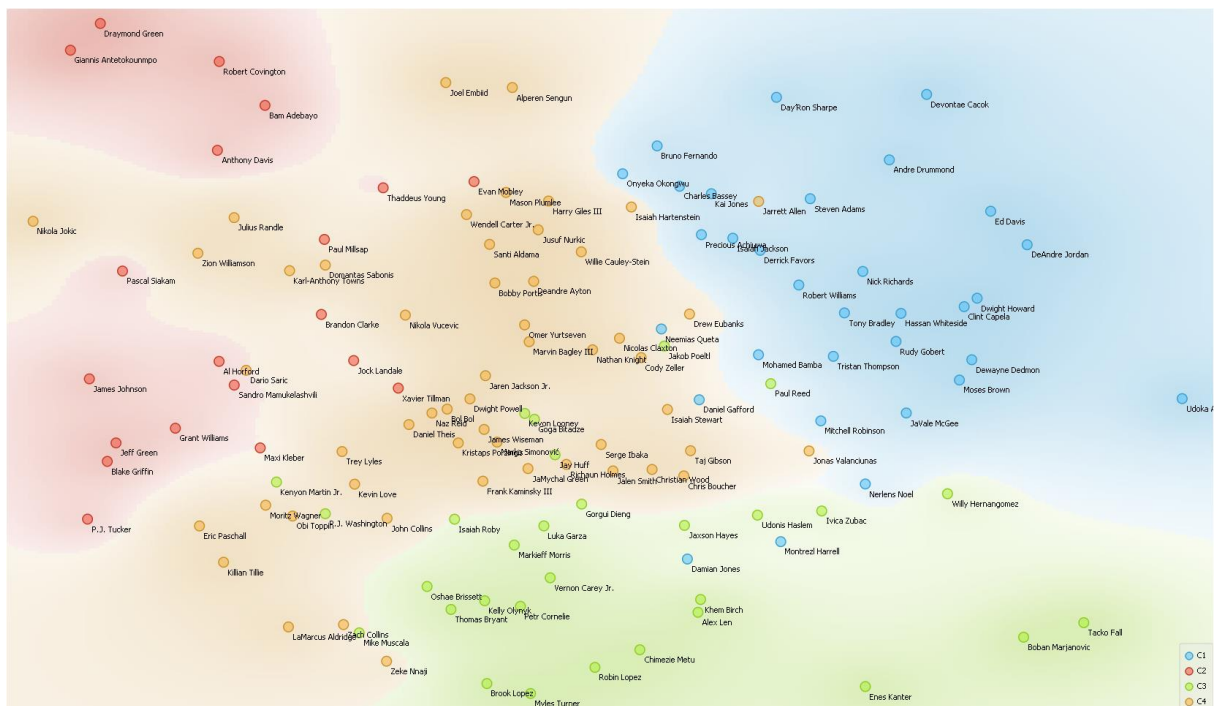 Draymond Green
Giannis Antetokounmpo
Robert Covington
Joel Embiid
Alperen Sengun
Day'Ron Sharpe
Devontae Cacok
Bam Adebayo
Anthony Davis
Bruno Fernando
Andre Drummond
Onyeka Okongwu
Thaddeus Young
Evan Mobley
Mason Plumlee
Charles Bassey
Kai Jones
Harry Giles III
Jarrett Allen
Steven Adams
Isaiah Hartenstein
Ed Davis
Nikola Jokic
Julius Randle
Wendell Carter Jr.
Jusuf Nurkic
Paul Millsap
Precious Achiuwa
Isaiah Jackson
Santi Aldama
Willie Cauley-Stein
Derrick Favors
DeAndre Jordan
Zion Williamson
Domantas Sabonis
Karl-Anthony Towns
Pascal Siakam
Nick Richards
Bobby Portis
Deandre Ayton
Robert Williams
Dwight Howard
Clint Capela
Brandon Clarke
Nikola Vucevic
Drew Eubanks
Tony Bradley
Hassan Whiteside
Omer Yurtseven
Neemias Queta
Marvin Bagley III
Nicolas Claxton
Nathan Knight
Jakob Poeltl
Cody Zeller
Rudy Gobert
Mohamed Bamba
Tristan Thompson
Dewayne Dedmon
Al Horford
Dario Saric
Jock Landale
James Johnson
Sandro Mamukelashvili
Jaren Jackson Jr.
Xavier Tillman
Paul Reed
Moses Brown
Dwight Powell
Daniel Gafford
Udoka A
Bol Bol
Naz Reid
Isaiah Stewart
Kevon Looney
Goga Bitadze
JaVale McGee
Mitchell Robinson
Daniel Theis
Grant Williams
James Wiseman
Jeff Green
Kristaps Porzingis
Marko Simonović
Serge Ibaka
Maxi Kleber
Trey Lyles
Taj Gibson
Jonas Valanciunas
Blake Griffin
Jay Huff
Richaun Holmes
JaMychal Green
Jalen Smith
Christian Wood
Chris Boucher
Kenyon Martin Jr.
Kevin Love
Frank Kaminsky III
Nerlens Noel
Willy Hernangomez
Moritz Wagner
Gorgui Dieng
Obi Toppin
P.J. Washington
Ivica Zubac
P.J. Tucker
John Collins
Isaiah Roby
Udonis Haslem
Eric Paschall
Luka Garza
Jaxson Hayes
Markieff Morris
Montrezl Harrell
Killian Tillie
Damian Jones
Vernon Carey Jr.
Oshae Brissett
Kelly Olynyk
Petr Cornelie
Thomas Bryant
Khem Birch
Alex Len
LaMarcus Aldridge
Zach Collins
Mike Muscala
Tacko Fall
Boban Marjanovic
Chimezie Metu
Zeke Nnaji
Robin Lopez
Brook Lopez
Myles Turner
Enes Kanter
C1
C2
C3
C4